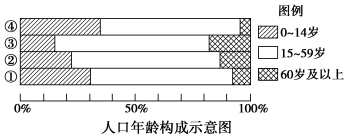 图例
0~14岁
15~59岁
60岁及以上
④
③
②
①
0% 50% 100%
人口年龄构成示意图